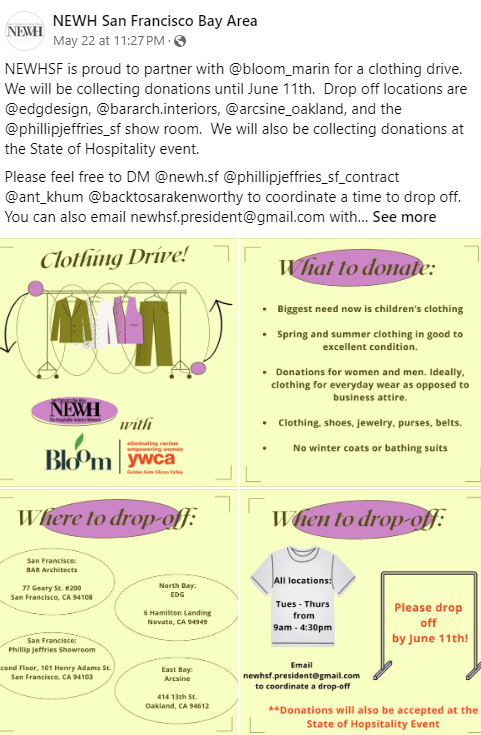 NEWH
NEWH San Francisco Bay Area
May 22 at 11:27 PM ·
NEWHSF is proud to partner with @bloom_marin for a clothing drive.
We will be collecting donations until June 11th.  Drop off locations are
@edgdesign, @bararch.interiors, @arcsine_oakland, and the
@phillipjeffries_sf show room.  We will also be collecting donations at
the State of Hospitality event.
Please feel free to DM @newh.sf @phillipjeffries_sf_contract
@ant_khum @backtosarakenworthy to coordinate a time to drop off.
You can also email newhsf.president@gmail.com with... See more
Clothing Drive!
San Francisco Bay Area
NEWH
The Hospitality Industry Network
with
Bloom
eliminating racism
empowering women
ywca
Golden Gate Silicon Valley
What to donate:
• Biggest need now is children's clothing
• Spring and summer clothing in good to
excellent condition.
• Donations for women and men. Ideally,
clothing for everyday wear as opposed to
business attire.
• Clothing, shoes, jewelry, purses, belts.
• No winter coats or bathing suits
Where to drop-off:
San Francisco:
BAR Architects
77 Geary St. #200
San Francisco, CA 94108
North Bay:
EDG
6 Hamilton Landing
Novato, CA 94949
San Francisco:
Phillip Jeffries Showroom
cond Floor, 101 Henry Adams St.
San Francisco, CA 94103
East Bay:
Arcsine
414 13th St.
Oakland, CA 94612
When to drop-off:
All locations:
Tues - Thurs
from
9am - 4:30pm
Email
newhsf.president@gmail.com
to coordinate a drop-off
Please drop
off
by June 11th!
**Donations will also be accepted at the
State of Hopsitality Event